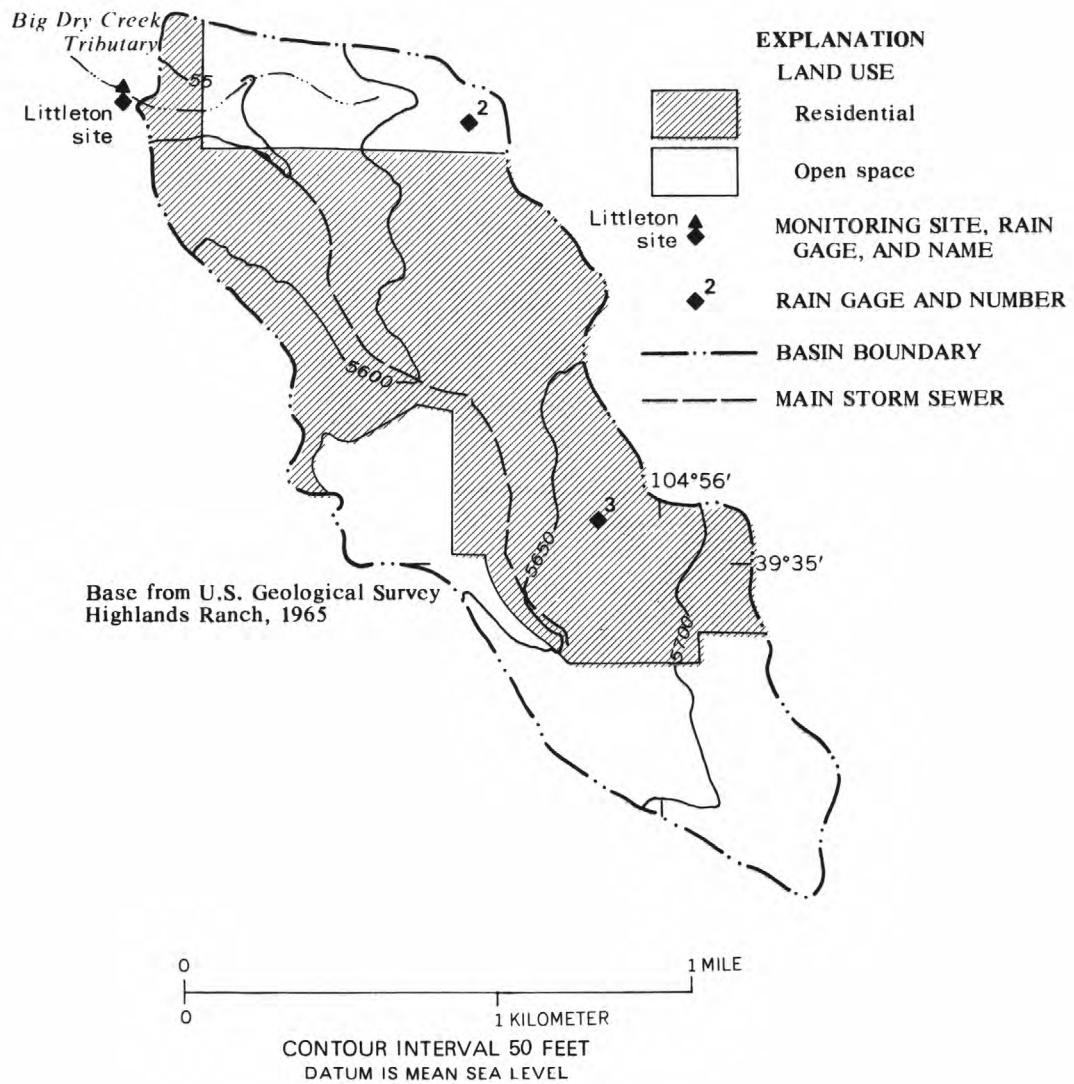 Big Dry Creek
Tributary
55
Littleton
site
2
5600
3
104°56′
39°35′
5650
5700
Base from U.S. Geological Survey
Highlands Ranch, 1965
EXPLANATION
LAND USE
Residential
Open space
Littleton
site
MONITORING SITE, RAIN
GAGE, AND NAME
2
RAIN GAGE AND NUMBER
BASIN BOUNDARY
MAIN STORM SEWER
0
1 MILE
0
1 KILOMETER
CONTOUR INTERVAL 50 FEET
DATUM IS MEAN SEA LEVEL